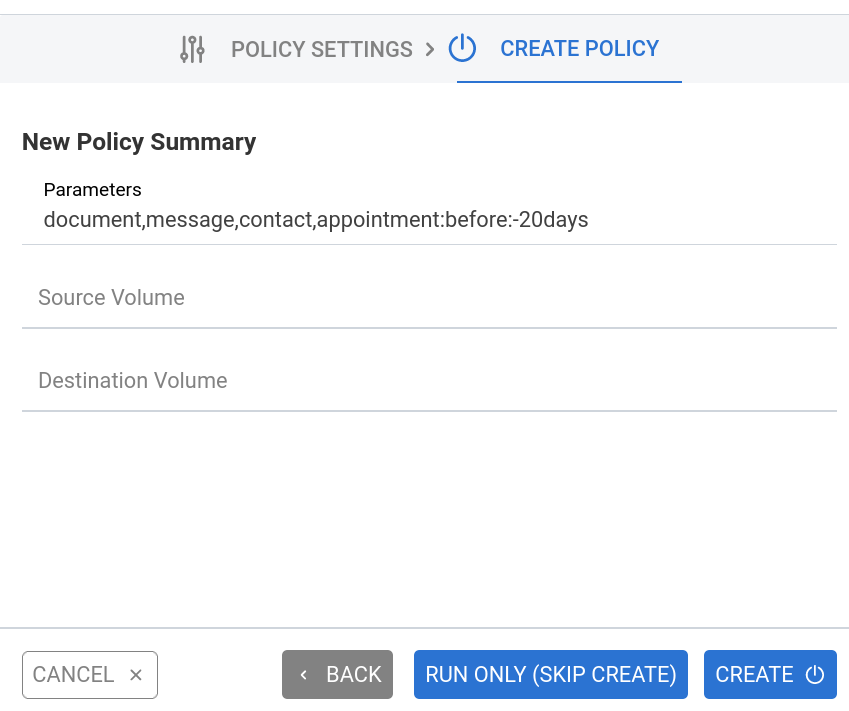 POLICY SETTINGS > CREATE POLICY
New Policy Summary
Parameters
document,message,contact,appointment:before:-20days
Source Volume
Destination Volume
CANCEL ×
‹ BACK
RUN ONLY (SKIP CREATE)
CREATE